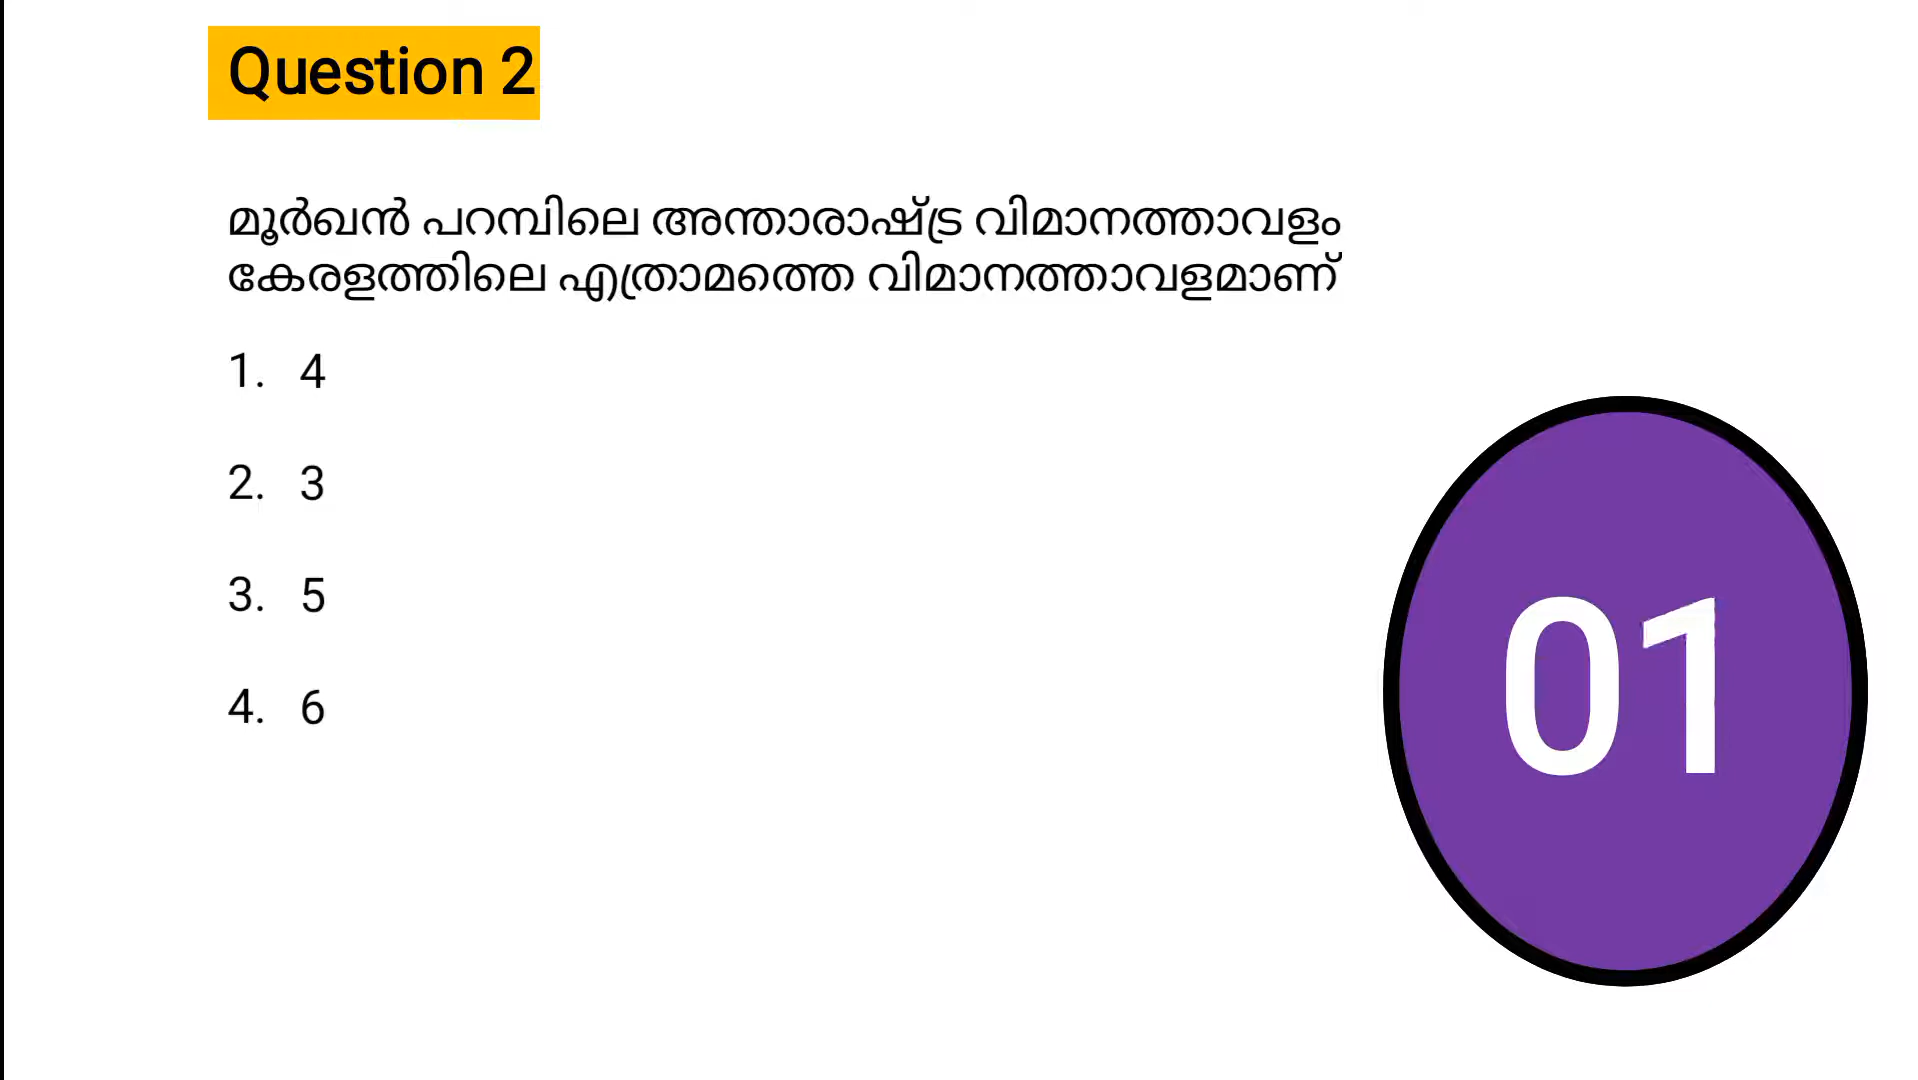 Question 2
മൂർഖൻ പറമ്പിലെ അന്താരാഷ്ട്ര വിമാനത്താവളം
കേരളത്തിലെ എത്രാമത്തെ വിമാനത്താവളമാണ്
1. 4
2. 3
3. 5
4. 6
01